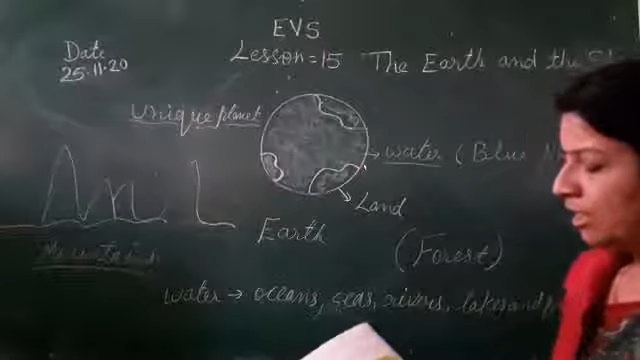 EVS
Date
25.11.20
Lesson = 15 The Earth and the
Unique planet
→ water (Blue
Land
Earth
(Forest)
water → oceans, seas, rivers, lakes and